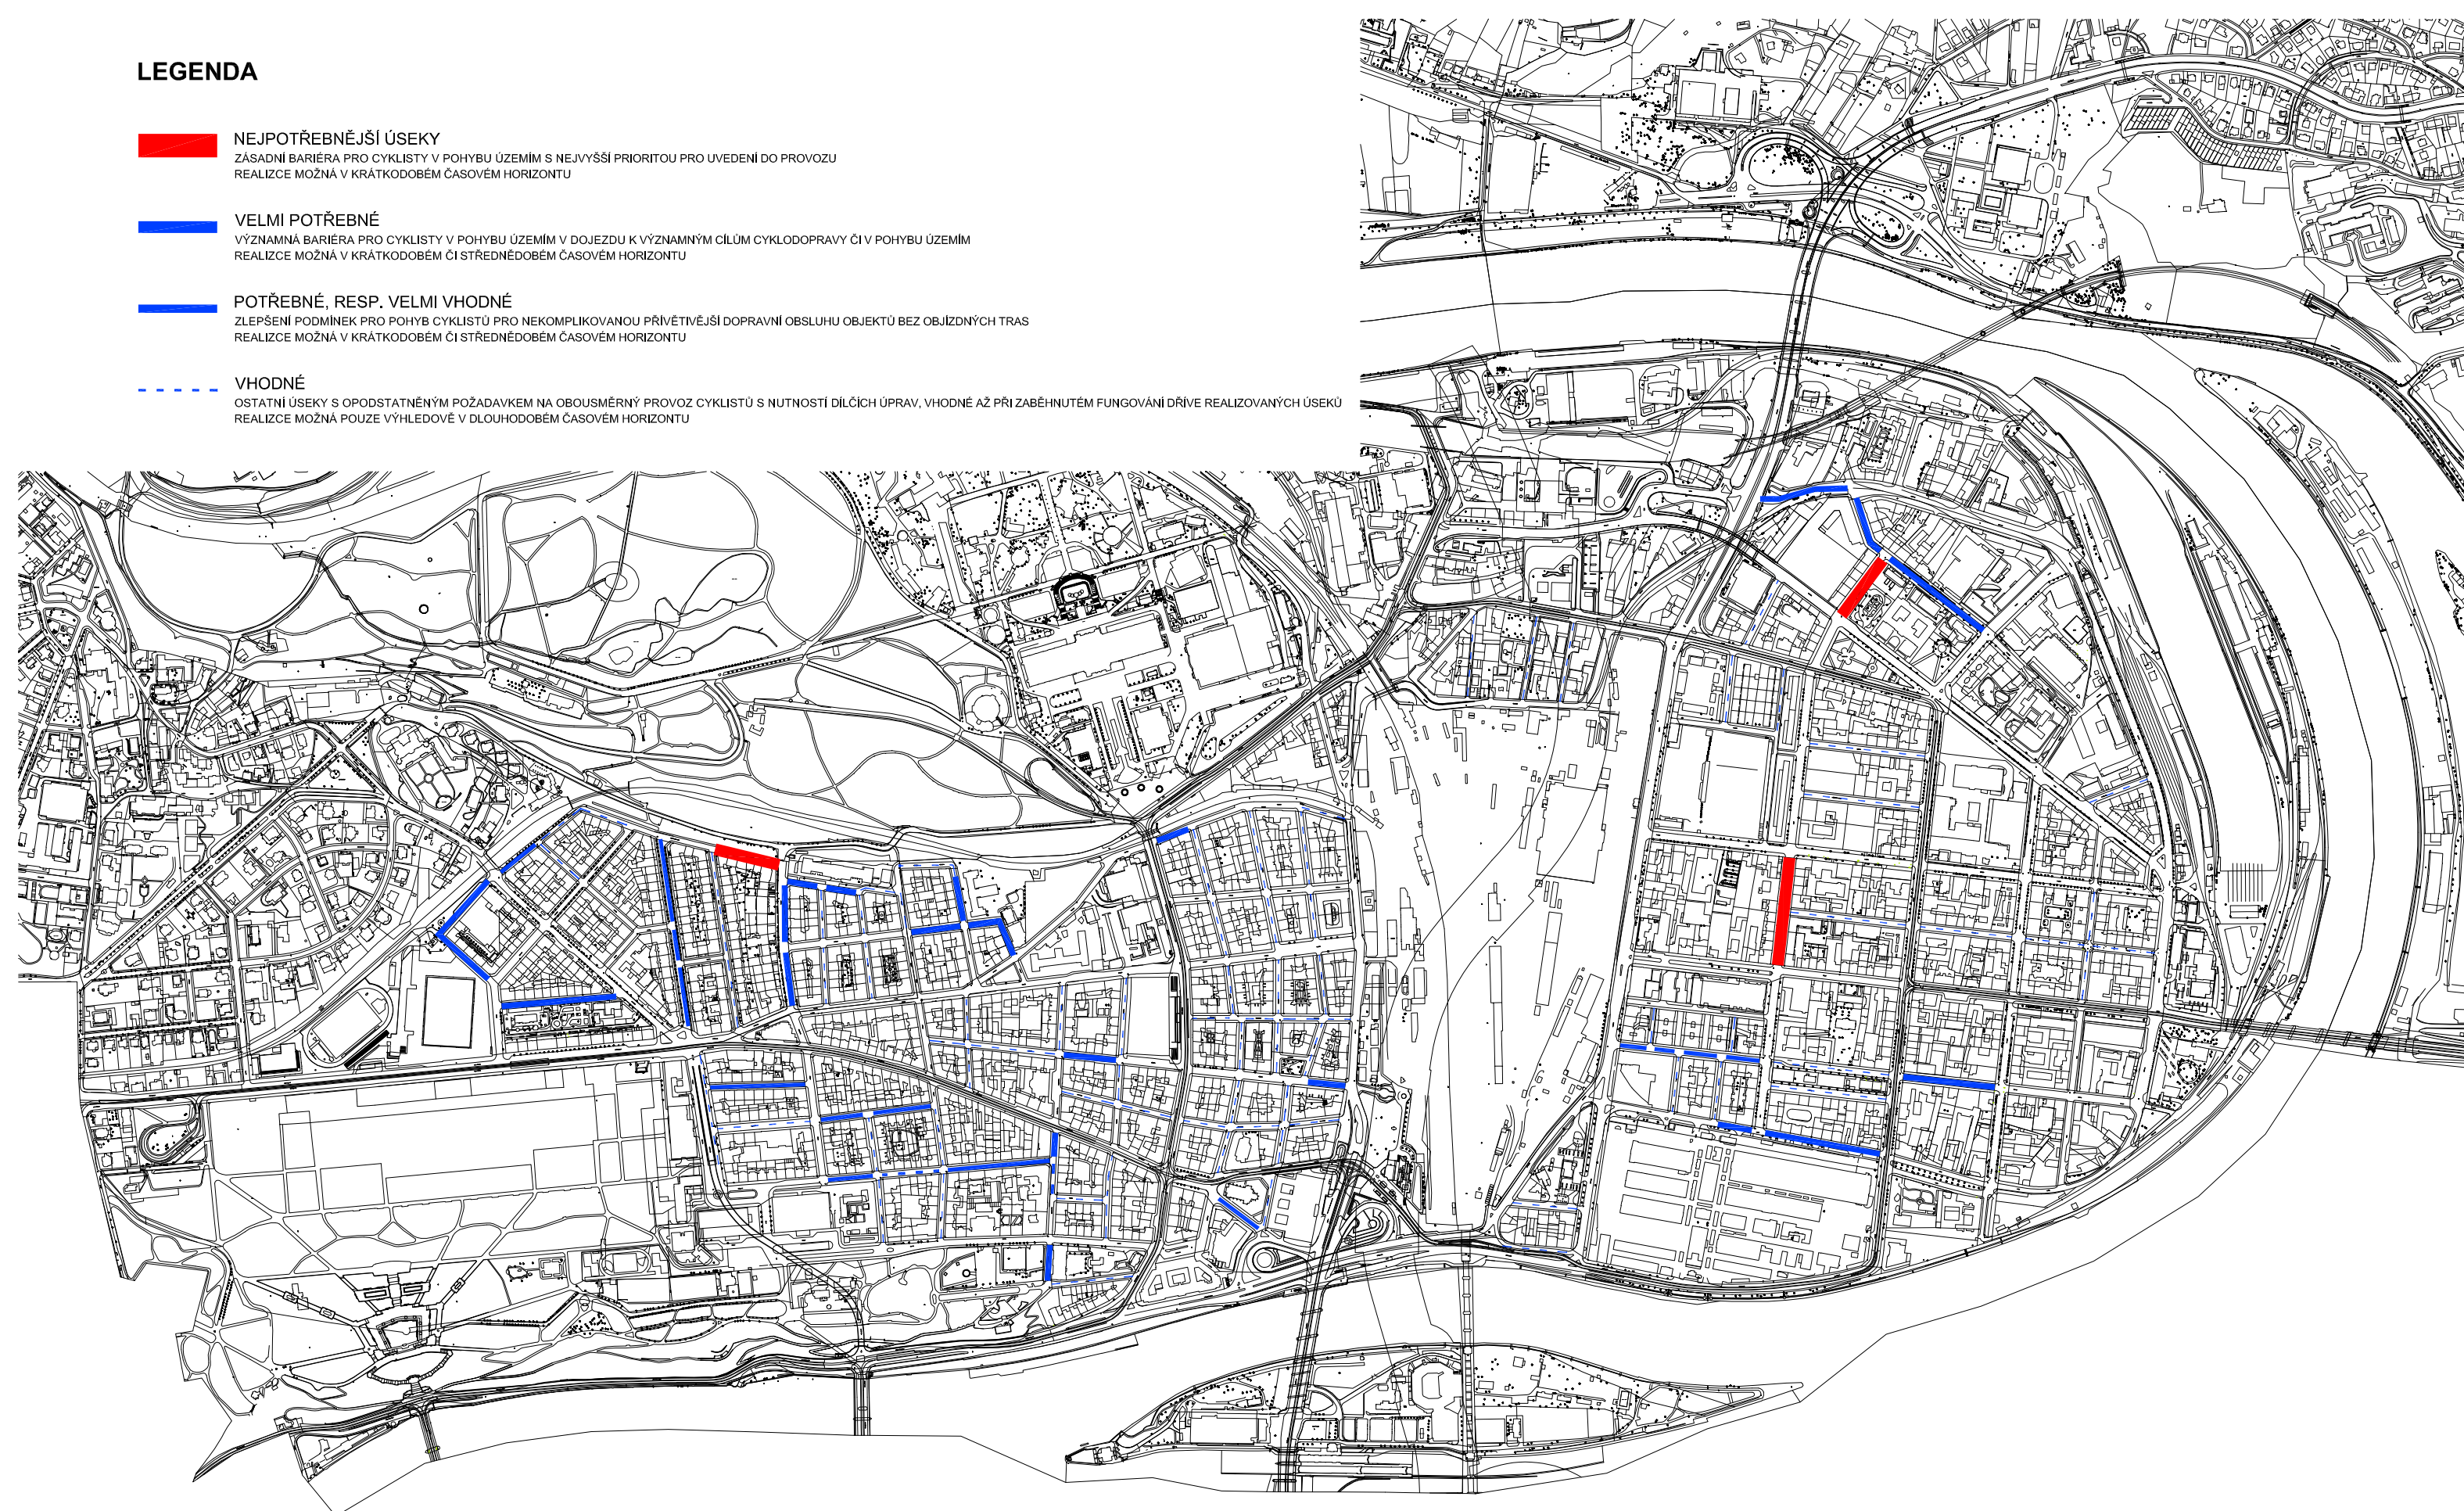 LEGENDA
NEJPOTŘEBNĚJŠÍ ÚSEKY
ZÁSADNÍ BARIÉRA PRO CYKLISTY V POHYBU ÚZEMÍM S NEJVYŠŠÍ PRIORITOU PRO UVEDENÍ DO PROVOZU
REALIZCE MOŽNÁ V KRÁTKODOBÉM ČASOVÉM HORIZONTU
VELMI POTŘEBNÉ
VÝZNAMNÁ BARIÉRA PRO CYKLISTY V POHYBU ÚZEMÍM V DOJEZDU K VÝZNAMNÝM CÍLŮM CYKLODOPRAVY ČI V POHYBU ÚZEMÍM
REALIZCE MOŽNÁ V KRÁTKODOBÉM ČI STŘEDNĚDOBÉM ČASOVÉM HORIZONTU
POTŘEBNÉ, RESP. VELMI VHODNÉ
ZLEPŠENÍ PODMÍNEK PRO POHYB CYKLISTŮ PRO NEKOMPLIKOVANOU PŘÍVĚTIVĚJŠÍ DOPRAVNÍ OBSLUHU OBJEKTŮ BEZ OBJÍZDNÝCH TRAS
REALIZCE MOŽNÁ V KRÁTKODOBÉM ČI STŘEDNĚDOBÉM ČASOVÉM HORIZONTU
VHODNÉ
OSTATNÍ ÚSEKY S OPODSTATNĚNÝM POŽADAVKEM NA OBOUSMĚRNÝ PROVOZ CYKLISTŮ S NUTNOSTÍ DÍLČÍCH ÚPRAV, VHODNÉ AŽ PŘI ZABĚHNUTÉM FUNGOVÁNÍ DŘÍVE REALIZOVANÝCH ÚSEKŮ
REALIZCE MOŽNÁ POUZE VÝHLEDOVĚ V DLOUHODOBÉM ČASOVÉM HORIZONTU